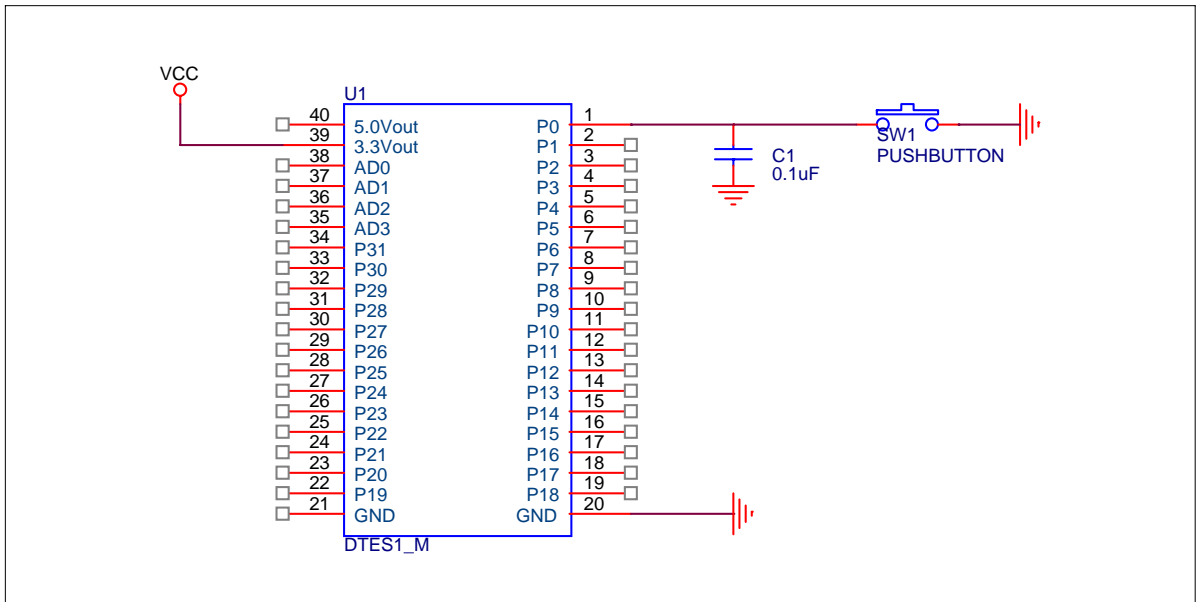 VCC
U1
40 5.0Vout P0 1
39 3.3Vout P1 2
38 AD0 P2 3
37 AD1 P3 4
36 AD2 P4 5
35 AD3 P5 6
34 P31 P6 7
33 P30 P7 8
32 P29 P8 9
31 P28 P9 10
30 P27 P10 11
29 P26 P11 12
28 P25 P12 13
27 P24 P13 14
26 P23 P14 15
25 P22 P15 16
24 P21 P16 17
23 P20 P17 18
22 P19 P18 19
21 GND GND 20
DTES1_M
C1
0.1uF
SW1
PUSHBUTTON